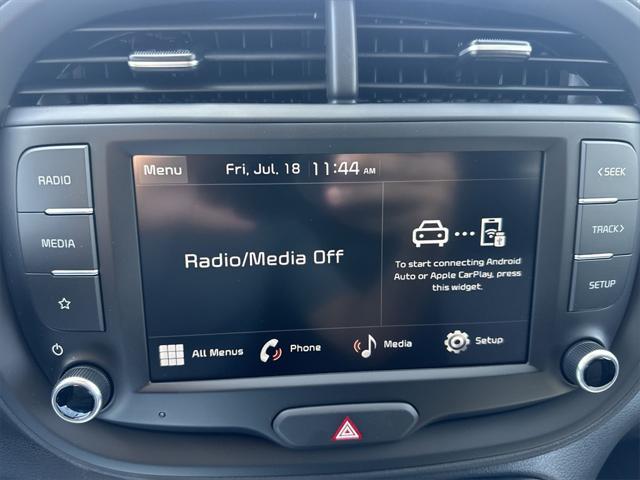 RADIO
MEDIA
Menu
Fri, Jul, 18
11:44 AM
Radio/Media Off
To start connecting Android
Auto or Apple CarPlay, press
this widget.
All Menus
Phone
Media
Setup
< SEEK
TRACK >
SETUP